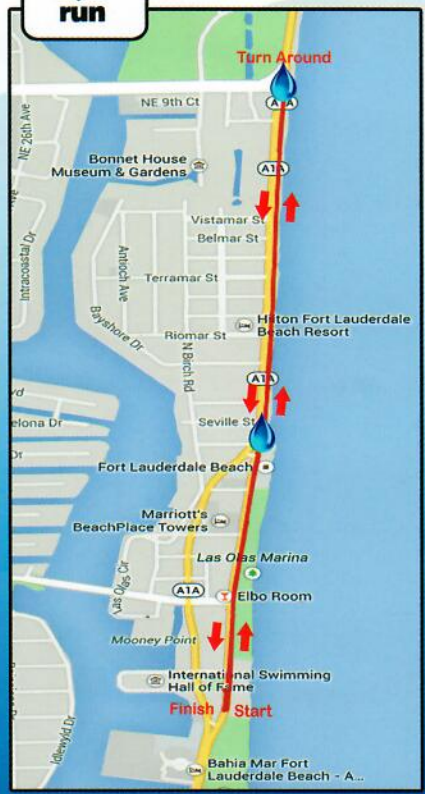 run
Turn Around
A1A
NE 9th Ct
NE 26th Ave
Bonnet House
Museum & Gardens
A1A
Vistamar St
Belmar St
Intracoastal Dr
Antioch Ave
Terramar St
Bayshore Dr
Hilton Fort Lauderdale
Beach Resort
Riomar St
N Birch Rd
A1A
Seville St
elona Dr
Dr
Fort Lauderdale Beach
Marriott's
BeachPlace Towers
Las Olas Marina
Las Olas Cir
A1A
Elbo Room
Mooney Point
International Swimming
Hall of Fame
Finish
Start
Idlewyld Dr
Bahia Mar Fort
Lauderdale Beach - A...